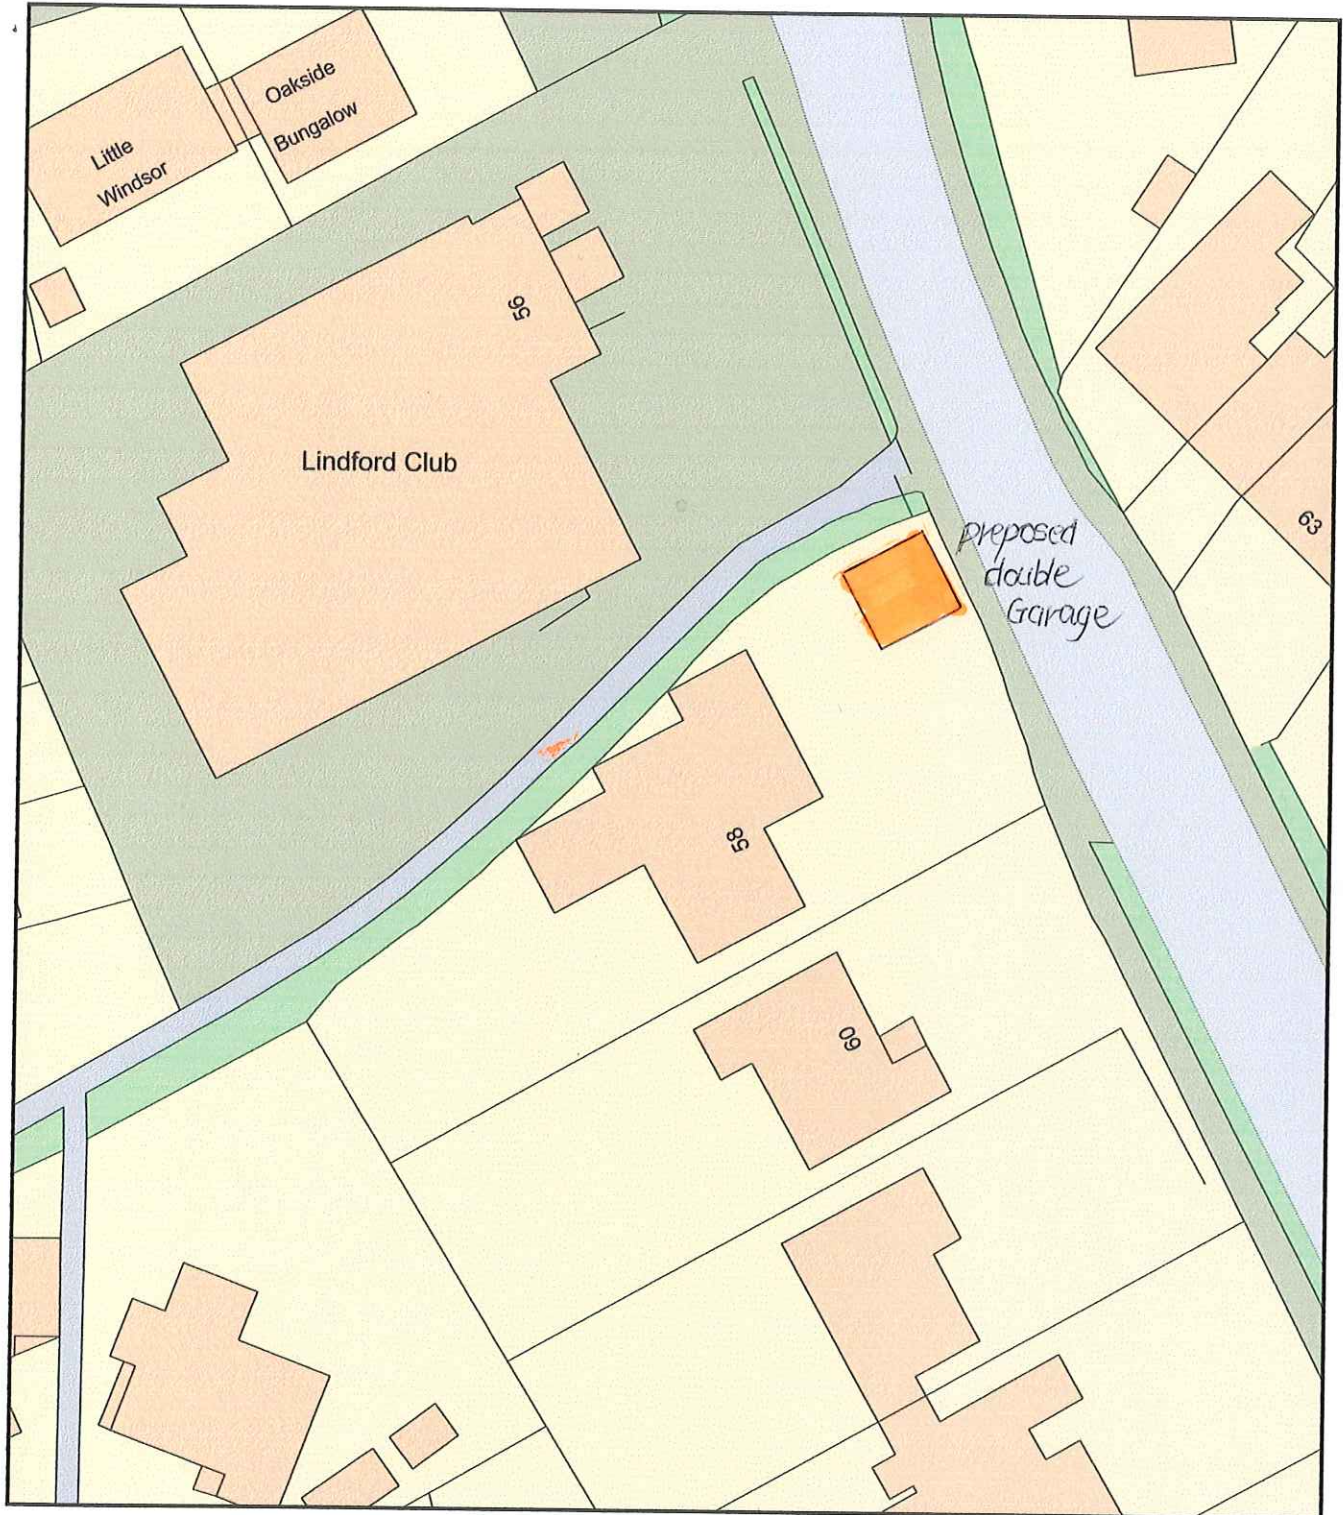 Oakside
Bungalow
Little
Windsor
56
Lindford Club
63
preposed
double
Garage
58
60